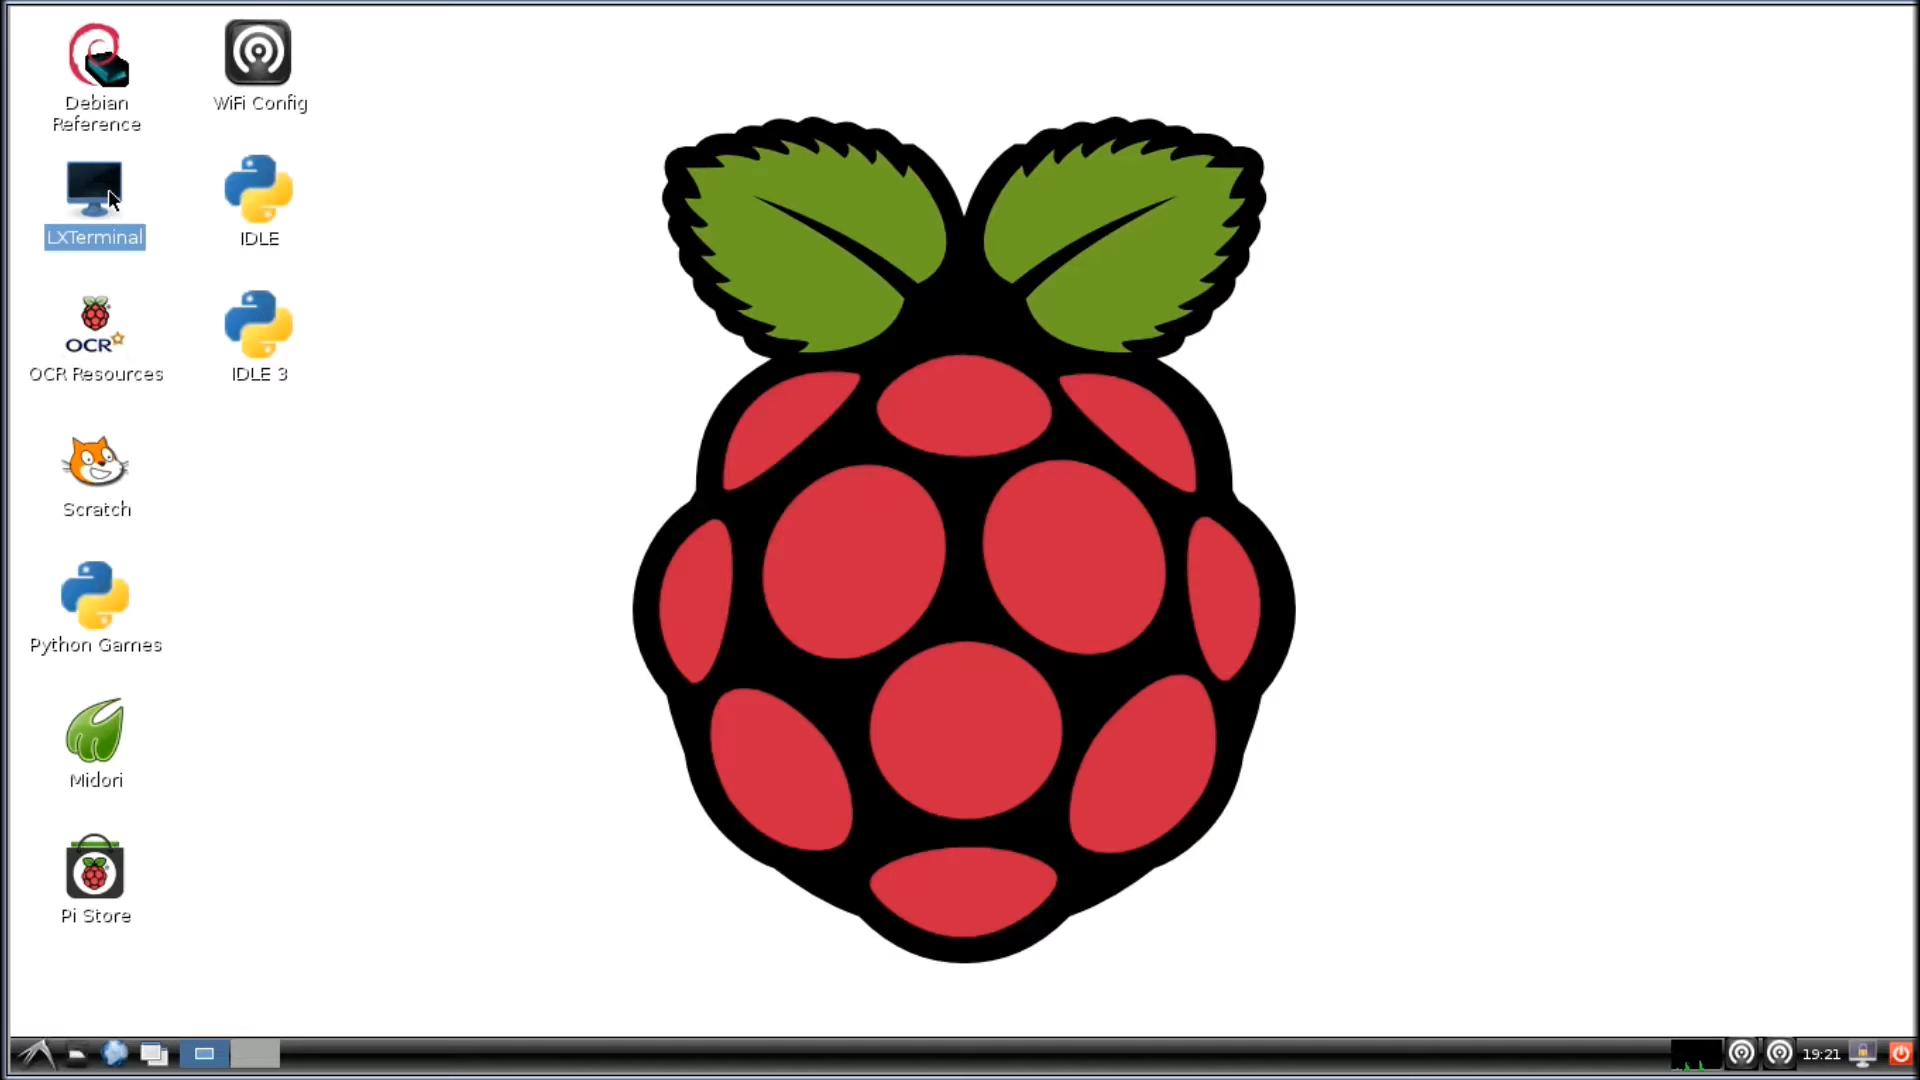 Debian
Reference
WiFi Config
LXTerminal
IDLE
OCR
OCR Resources
IDLE 3
Scratch
Python Games
Midori
Pi Store
19:21